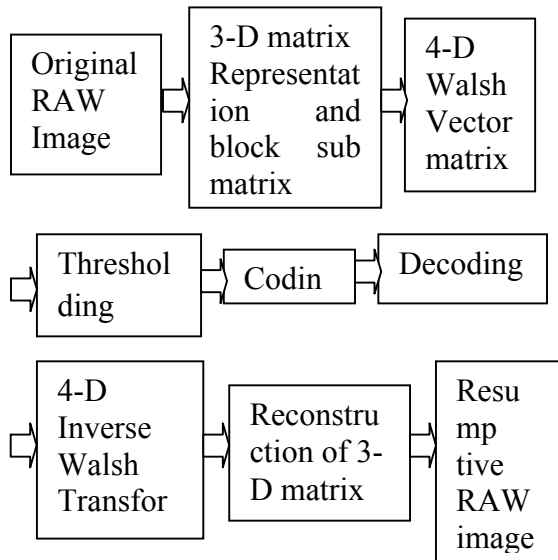 Original
RAW
Image
3-D matrix
Representat
ion and
block sub
matrix
4-D
Walsh
Vector
matrix
Threshol
ding
Codin
Decoding
4-D
Inverse
Walsh
Transfor
Reconstru
ction of 3-
D matrix
Resu
mp
tive
RAW
image